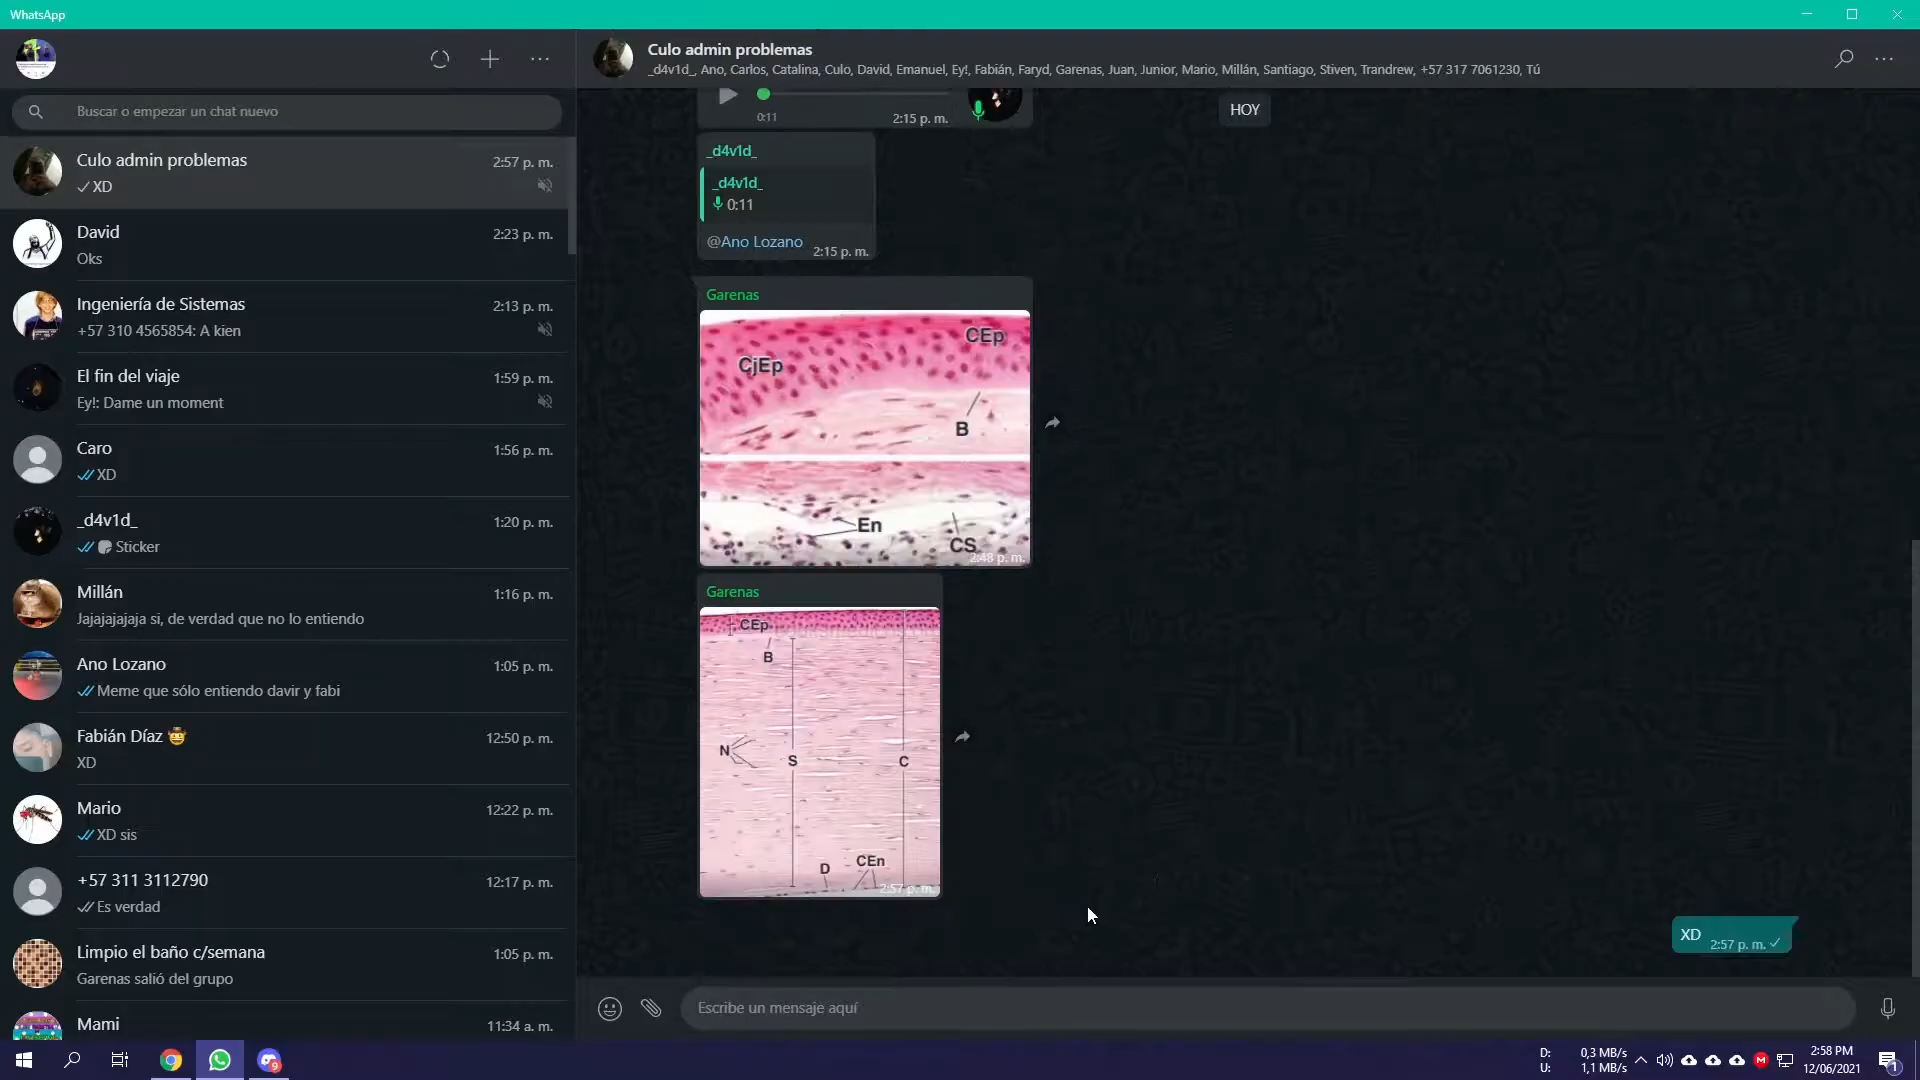 WhatsApp
Buscar o empezar un chat nuevo
Culo admin problemas
2:57 p. m.
XD
David
2:23 p. m.
Oks
Ingeniería de Sistemas
2:13 p. m.
+57 310 4565854: A kien
El fin del viaje
1:59 p. m.
Ey!: Dame un moment
Caro
1:56 p. m.
XD
_d4v1d_
1:20 p. m.
Sticker
Millán
1:16 p. m.
Jajajajajaja si, de verdad que no lo entiendo
Ano Lozano
1:05 p. m.
Meme que sólo entiendo davir y fabi
Fabián Díaz 🤠
12:50 p. m.
XD
Mario
12:22 p. m.
XD sis
+57 311 3112790
12:17 p. m.
Es verdad
Limpio el baño c/semana
1:05 p. m.
Garenas salió del grupo
Mami
11:34 a. m.
Culo admin problemas
_d4v1d_, Ano, Carlos, Catalina, Culo, David, Emanuel, Ey!, Fabián, Faryd, Garenas, Juan, Junior, Mario, Millán, Santiago, Stiven, Trandrew, +57 317 7061230, Tú
HOY
0:11
2:15 p. m.
_d4v1d_
_d4v1d_
0:11
@Ano Lozano
2:15 p. m.
Garenas
CEp
CjEp
B
En
CS
2:48 p. m.
Garenas
CEp
B
N
S
C
D
CEn
2:57 p. m.
XD
2:57 p. m.
Escribe un mensaje aquí
9
D: 0,3 MB/s
U: 1,1 MB/s
M
2:58 PM
12/06/2021
1